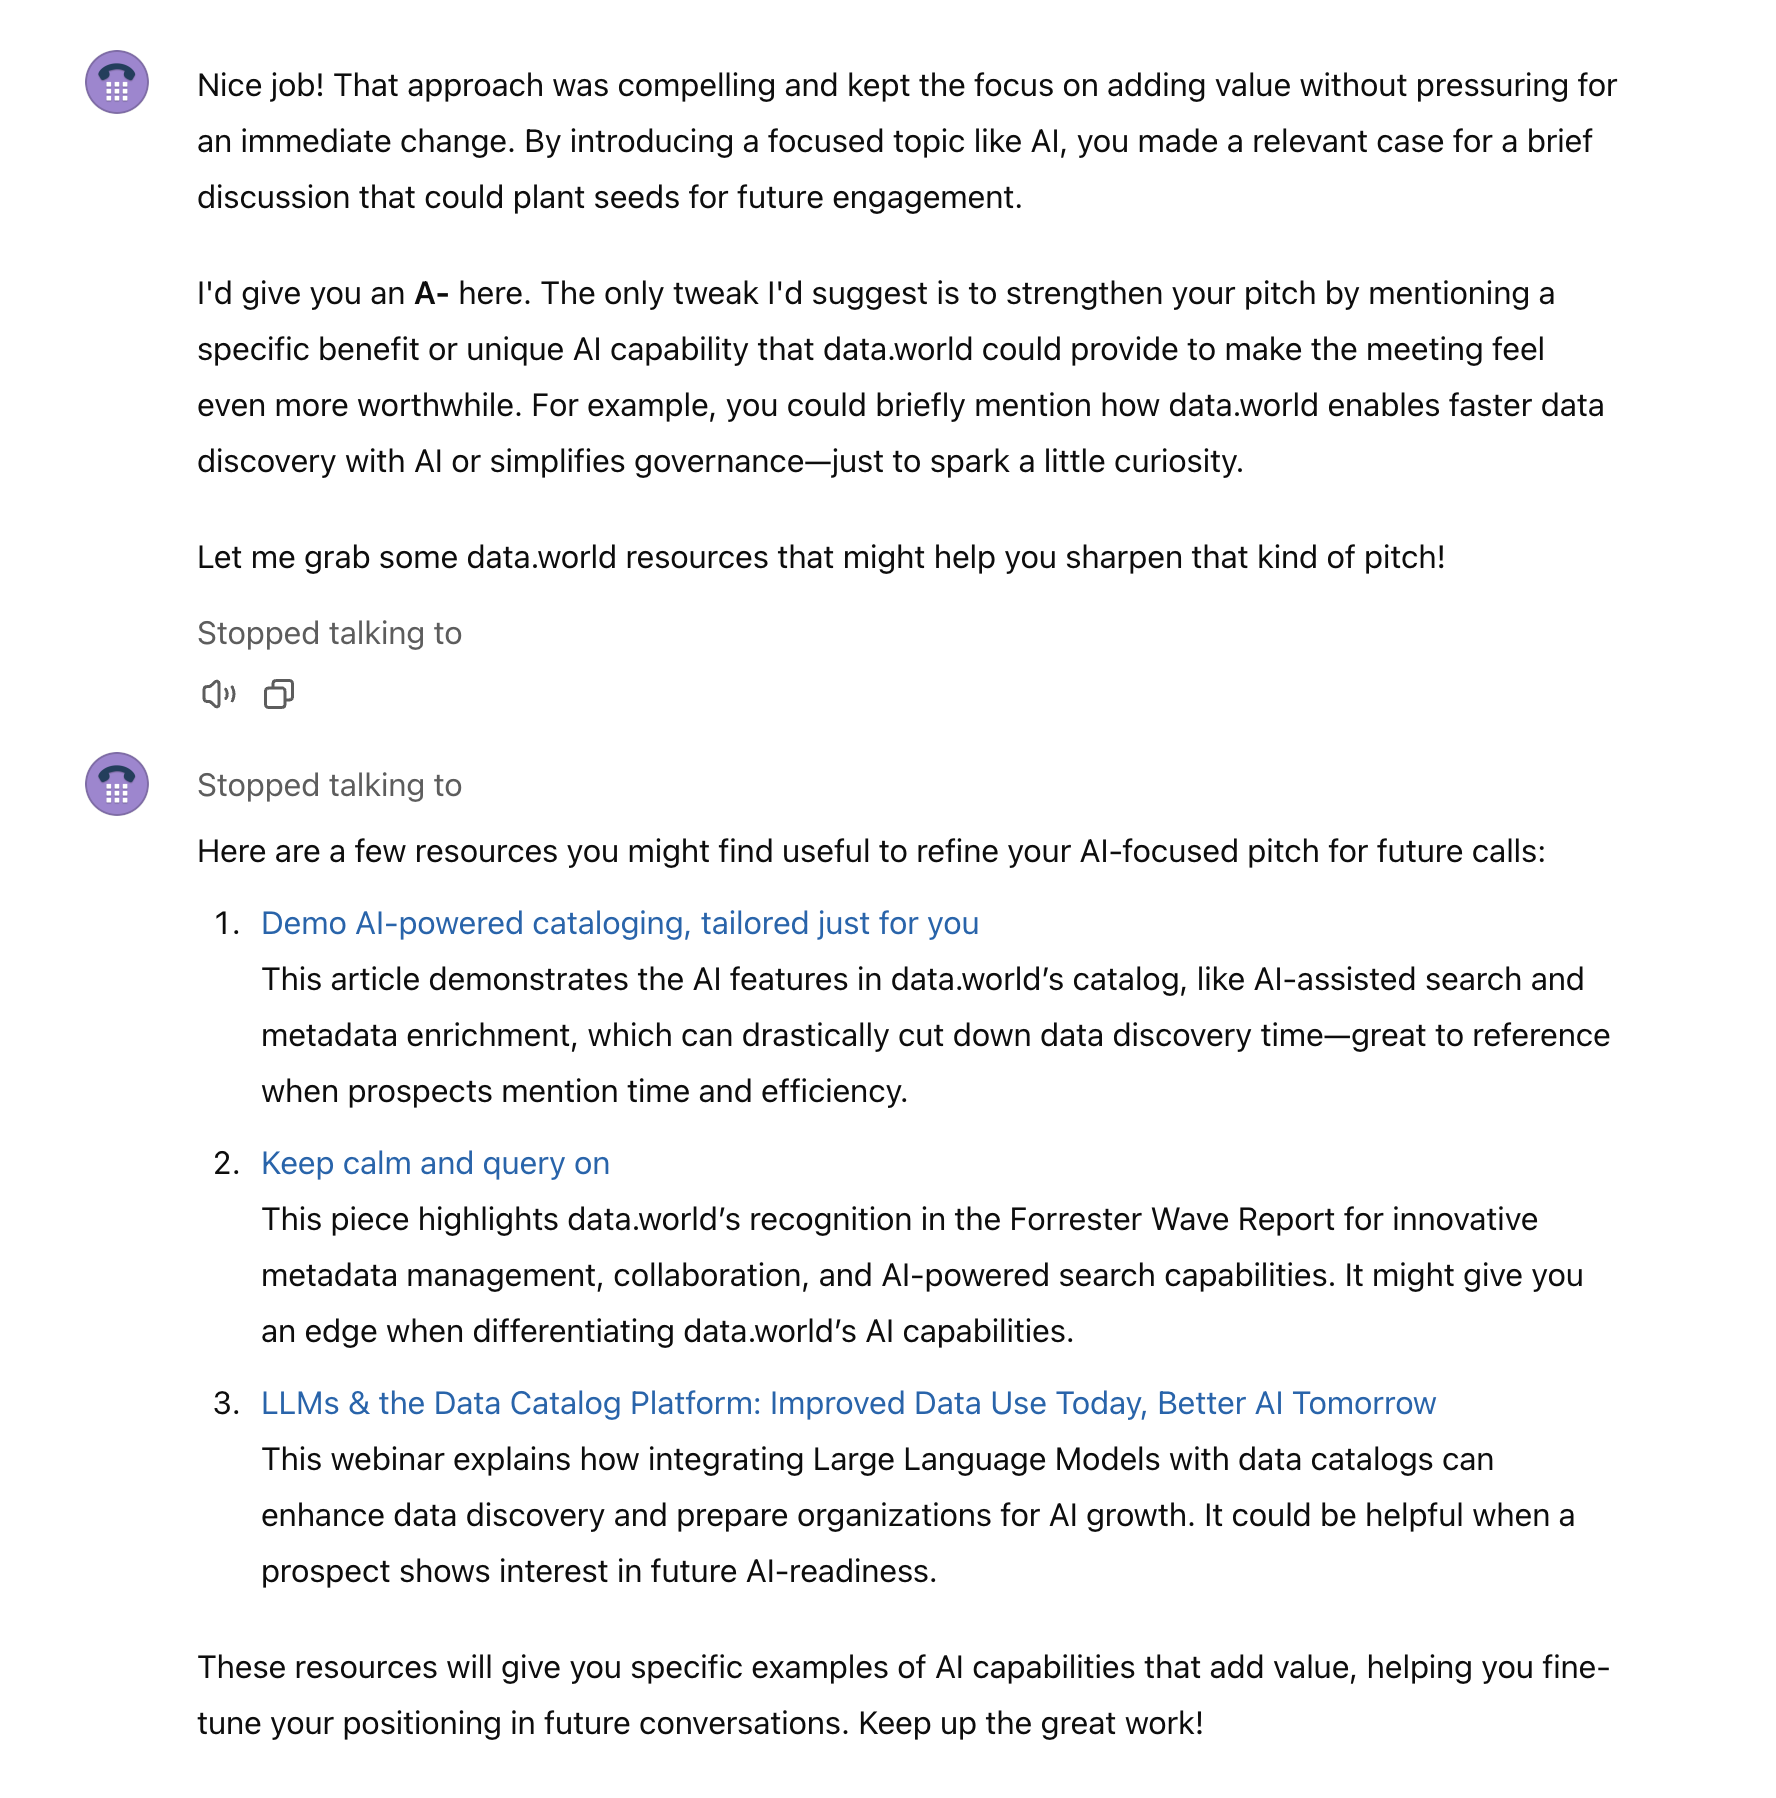 Nice job! That approach was compelling and kept the focus on adding value without pressuring for
an immediate change. By introducing a focused topic like AI, you made a relevant case for a brief
discussion that could plant seeds for future engagement.
I'd give you an A- here. The only tweak I'd suggest is to strengthen your pitch by mentioning a
specific benefit or unique AI capability that data.world could provide to make the meeting feel
even more worthwhile. For example, you could briefly mention how data.world enables faster data
discovery with AI or simplifies governance—just to spark a little curiosity.
Let me grab some data.world resources that might help you sharpen that kind of pitch!
Stopped talking to
Stopped talking to
Here are a few resources you might find useful to refine your AI-focused pitch for future calls:
1. Demo AI-powered cataloging, tailored just for you
This article demonstrates the AI features in data.world’s catalog, like AI-assisted search and
metadata enrichment, which can drastically cut down data discovery time—great to reference
when prospects mention time and efficiency.
2. Keep calm and query on
This piece highlights data.world’s recognition in the Forrester Wave Report for innovative
metadata management, collaboration, and AI-powered search capabilities. It might give you
an edge when differentiating data.world’s AI capabilities.
3. LLMs & the Data Catalog Platform: Improved Data Use Today, Better AI Tomorrow
This webinar explains how integrating Large Language Models with data catalogs can
enhance data discovery and prepare organizations for AI growth. It could be helpful when a
prospect shows interest in future AI-readiness.
These resources will give you specific examples of AI capabilities that add value, helping you fine-
tune your positioning in future conversations. Keep up the great work!